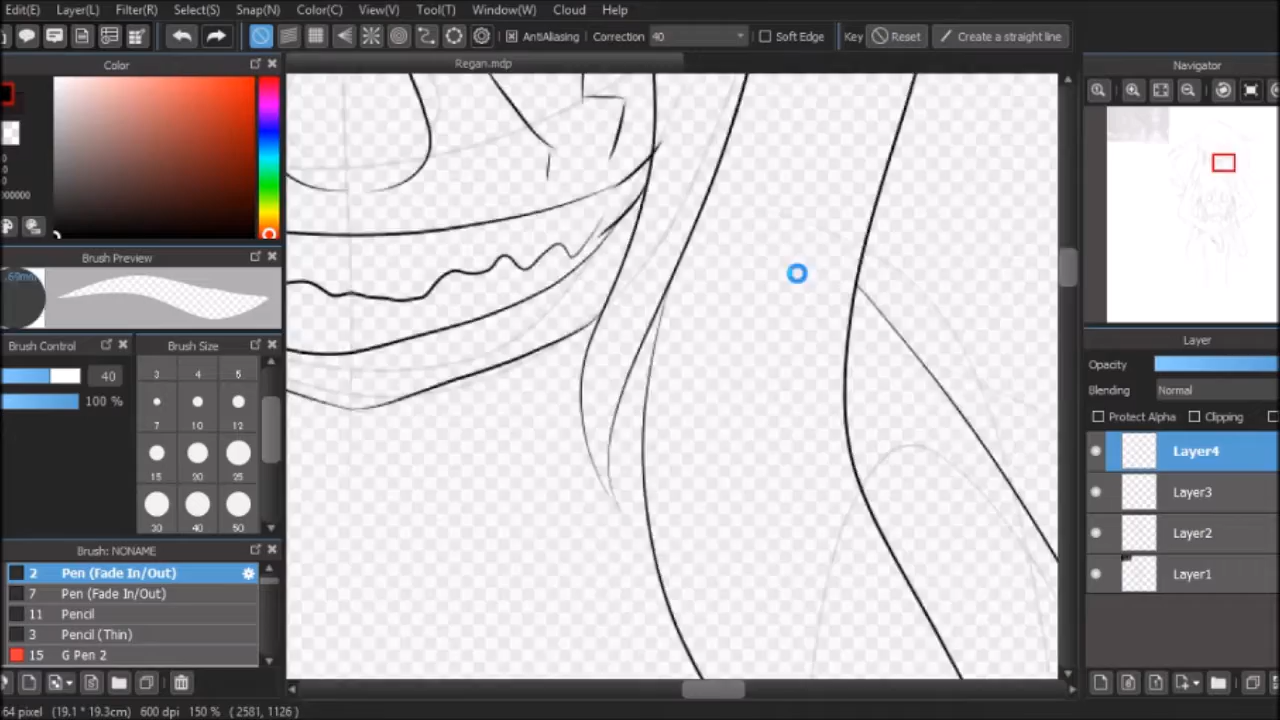 Edit(E) Layer(L) Filter(R) Select(S) Snap(N) Color(C) View(V) Tool(T) Window(W) Cloud Help
AntiAliasing Correction 40 Soft Edge Key Reset Create a straight line
Color
Regan.mdp
Navigator
000000
Brush Preview
.69mm
Brush Control
40
100 %
Brush Size
3 4 5
7 10 12
15 20 25
30 40 50
Layer
Opacity
Blending Normal
Protect Alpha Clipping
Layer4
Layer3
Layer2
Layer1
Brush: NONAME
2 Pen (Fade In/Out)
7 Pen (Fade In/Out)
11 Pencil
3 Pencil (Thin)
15 G Pen 2
64 pixel (19.1 * 19.3cm) 600 dpi 150 % ( 2581, 1126 )